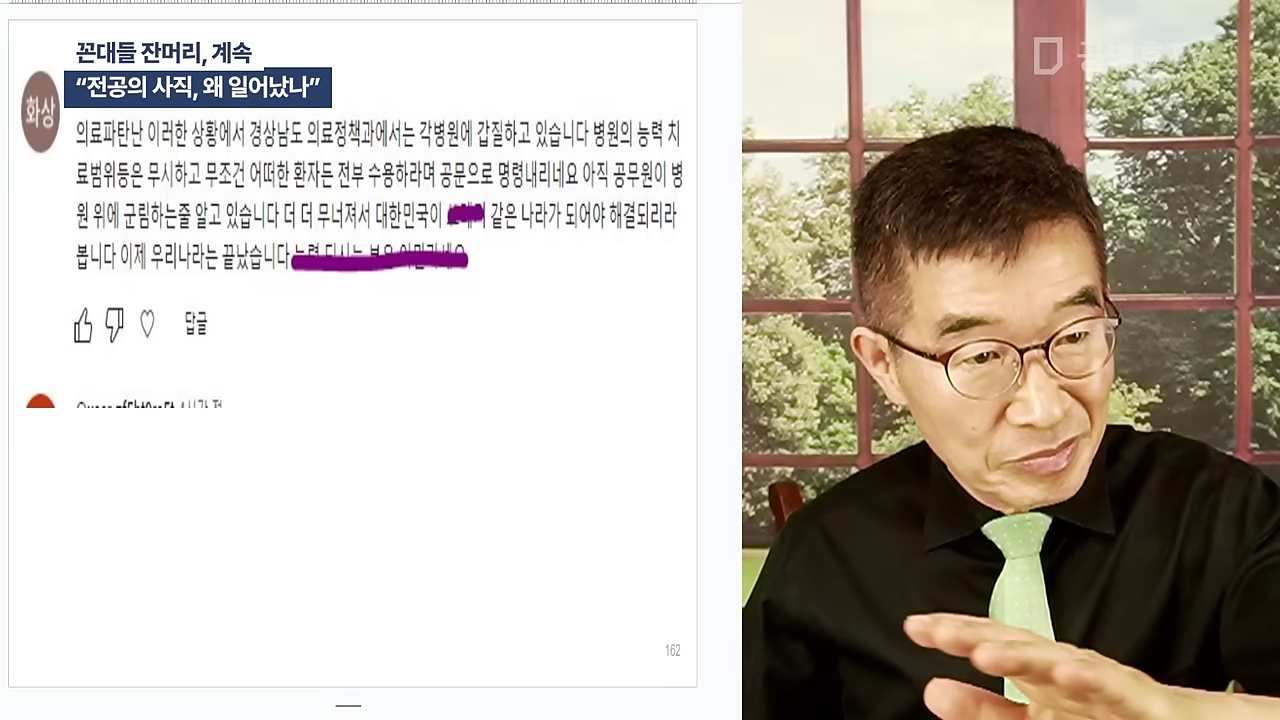 꼰대들 잔머리, 계속
“전공의 사직, 왜 일어났나”
화상
의료파탄난 이러한 상황에서 경상남도 의료정책과에서는 각병원에 갑질하고 있습니다 병원의 능력 치
료범위등은 무시하고 무조건 어떠한 환자든 전부 수용하라며 공문으로 명령내리네요 아직 공무원이 병
원 위에 군림하는줄 알고 있습니다 더 더 무너져서 대한민국이 같은 나라가 되어야 해결되리라
봅니다 이제 우리나라는 끝났습니다
답글
162